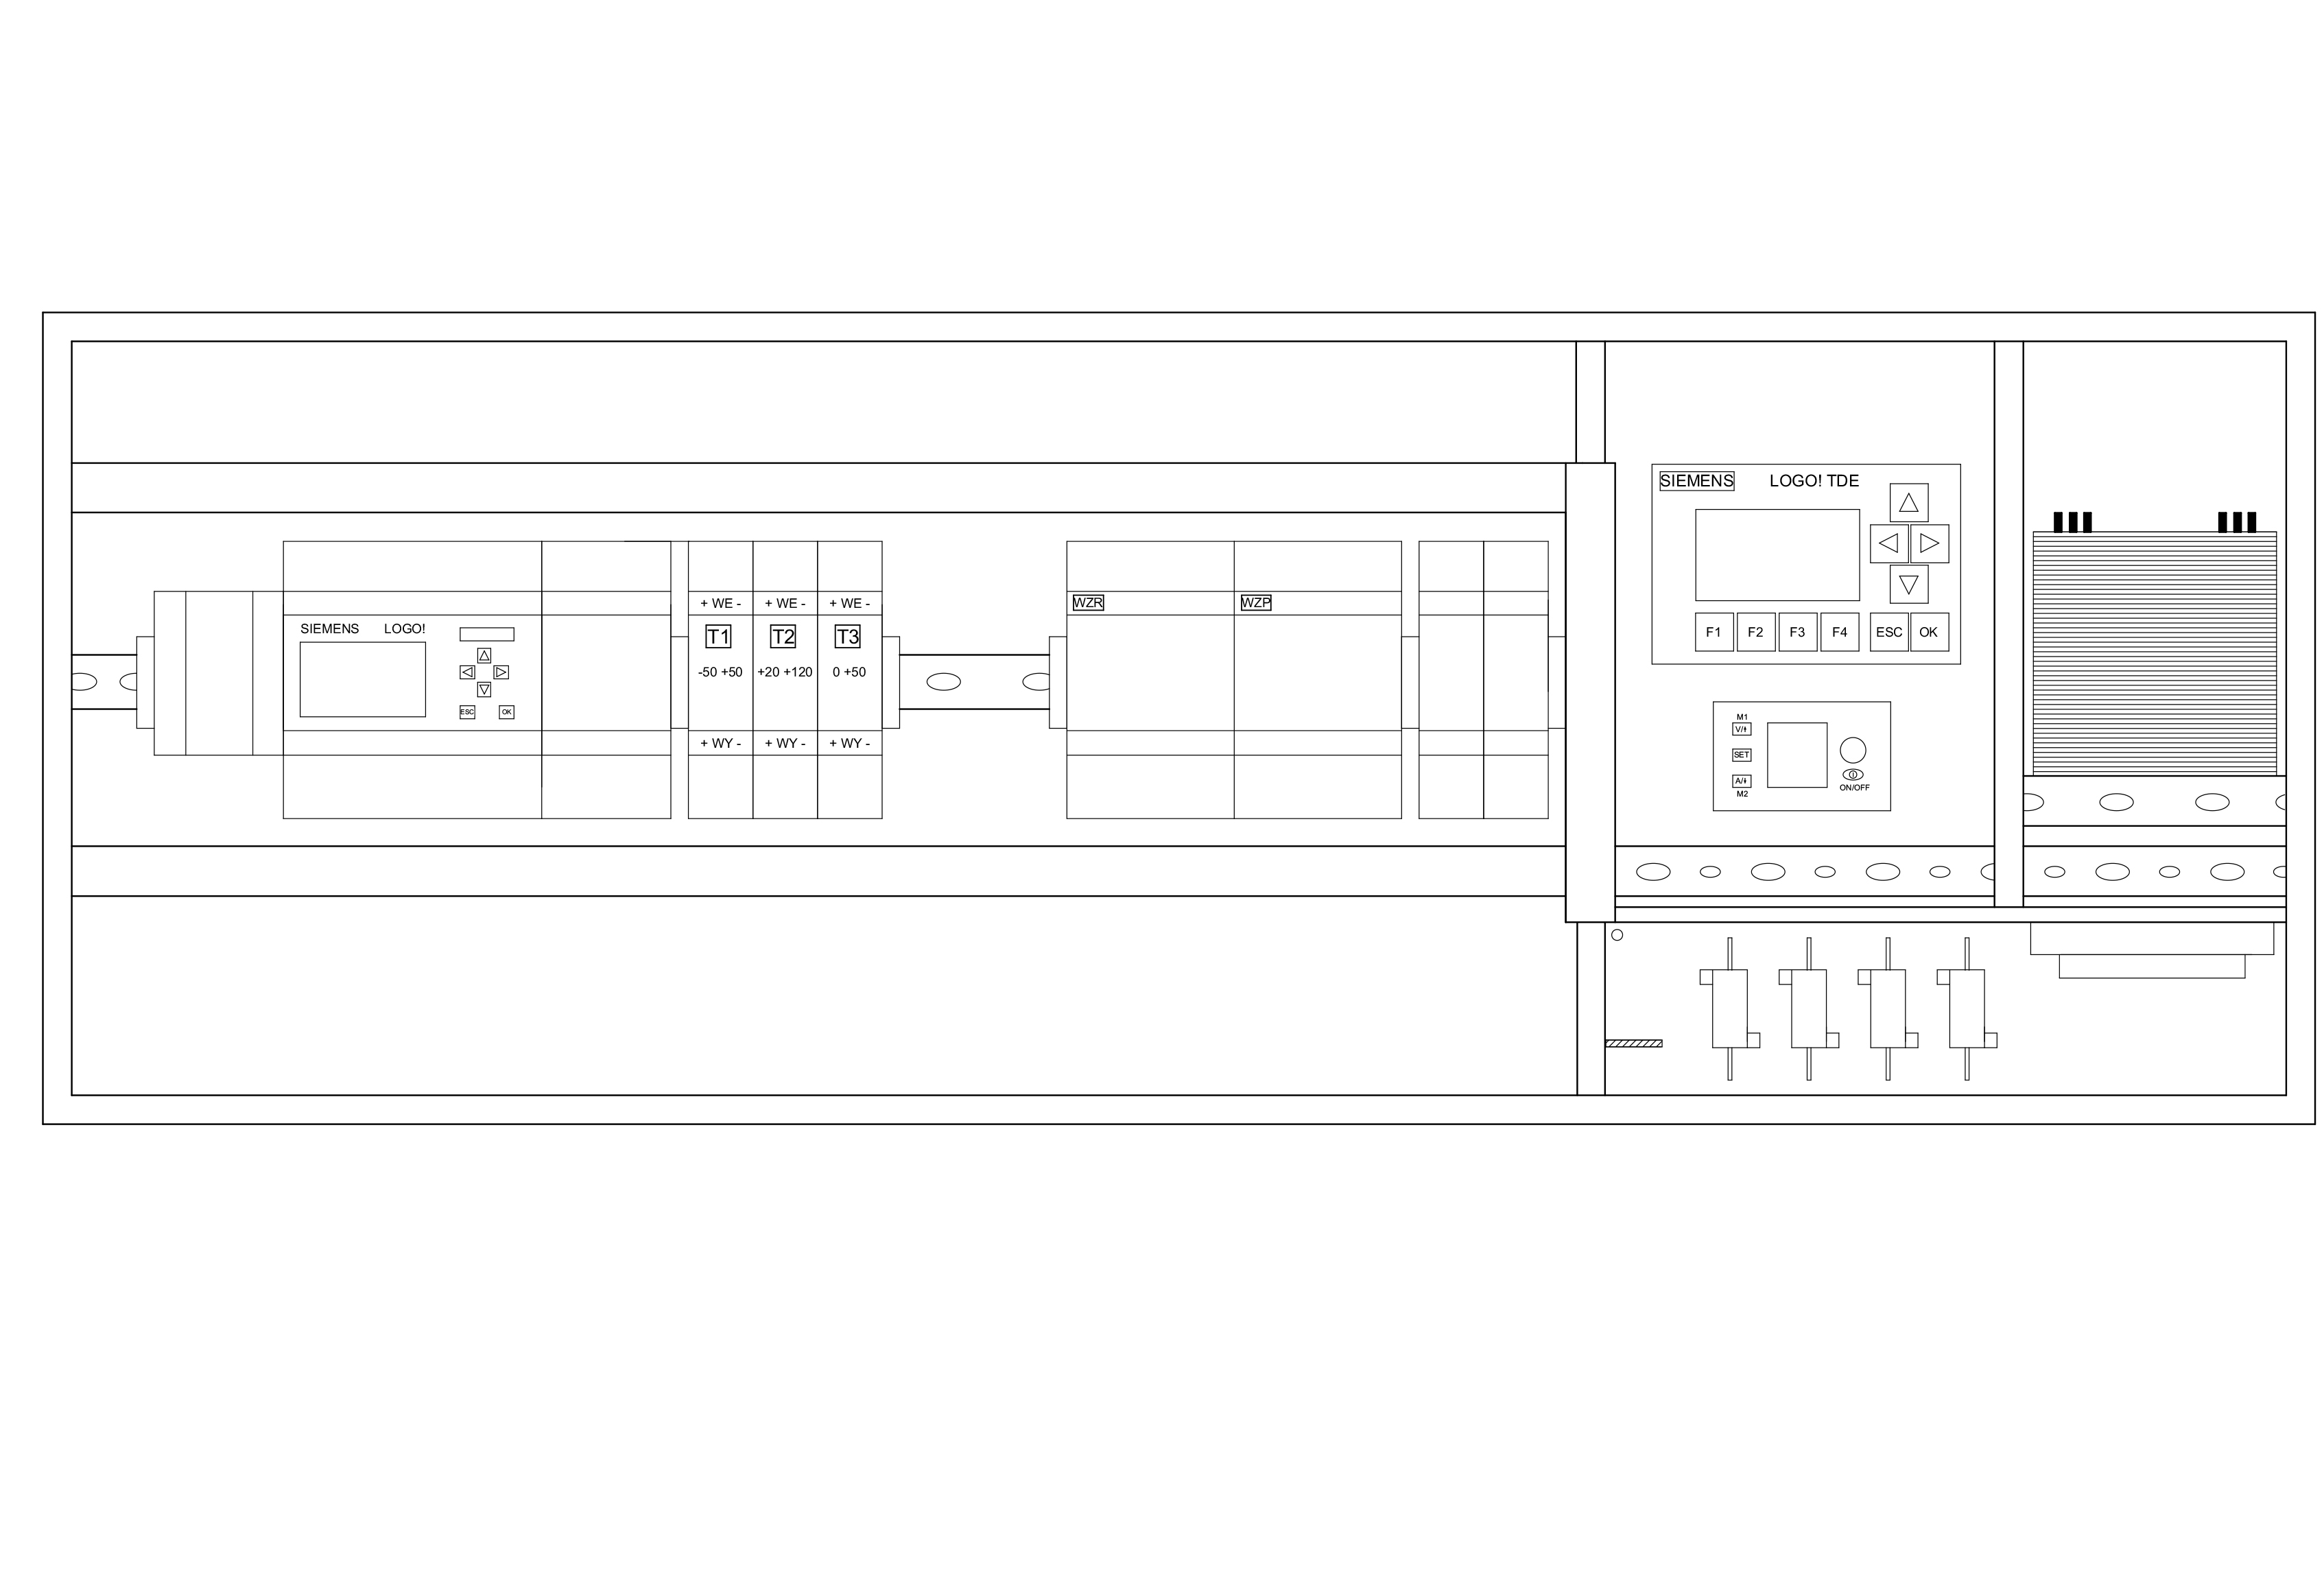 SIEMENS LOGO! TDE
F1 F2 F3 F4 ESC OK
+ WE - + WE - + WE -
WZR WZP
SIEMENS LOGO!
T1 T2 T3
-50 +50 +20 +120 0 +50
ESC OK
+ WY - + WY - + WY -
M1
V/⬆
SET
A/⬇
M2
ON/OFF